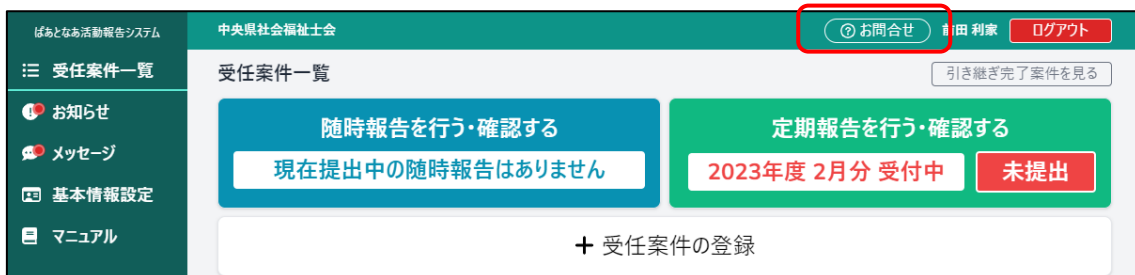 ぱあとなあ活動報告システム
中央県社会福祉士会
お問合せ
前田 利家
ログアウト
受任案件一覧
お知らせ
メッセージ
基本情報設定
マニュアル
受任案件一覧
引き継ぎ完了案件を見る
随時報告を行う・確認する
現在提出中の随時報告はありません
定期報告を行う・確認する
2023年度 2月分 受付中
未提出
+ 受任案件の登録